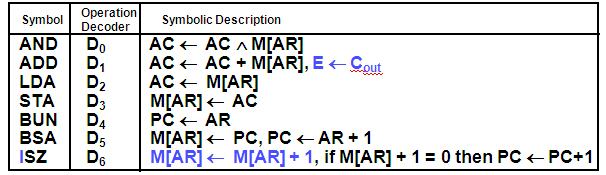 Symbol Operation Decoder Symbolic Description
AND D0 AC ← AC ∧ M[AR]
ADD D1 AC ← AC + M[AR], E ← Cout
LDA D2 AC ← M[AR]
STA D3 M[AR] ← AC
BUN D4 PC ← AR
BSA D5 M[AR] ← PC, PC ← AR + 1
ISZ D6 M[AR] ← M[AR] + 1, if M[AR] + 1 = 0 then PC ← PC+1